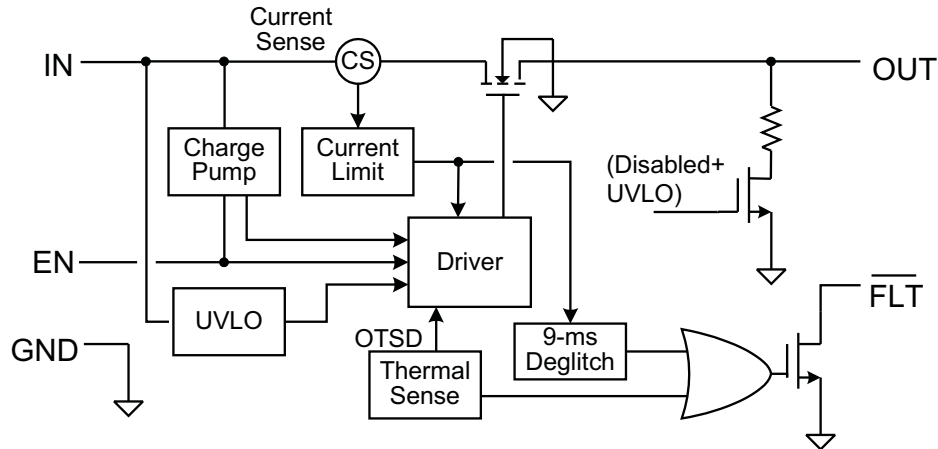 Current
Sense
IN
CS
OUT
Charge
Pump
Current
Limit
(Disabled+
UVLO)
EN
Driver
FLT
UVLO
GND
OTSD
9-ms
Deglitch
Thermal
Sense